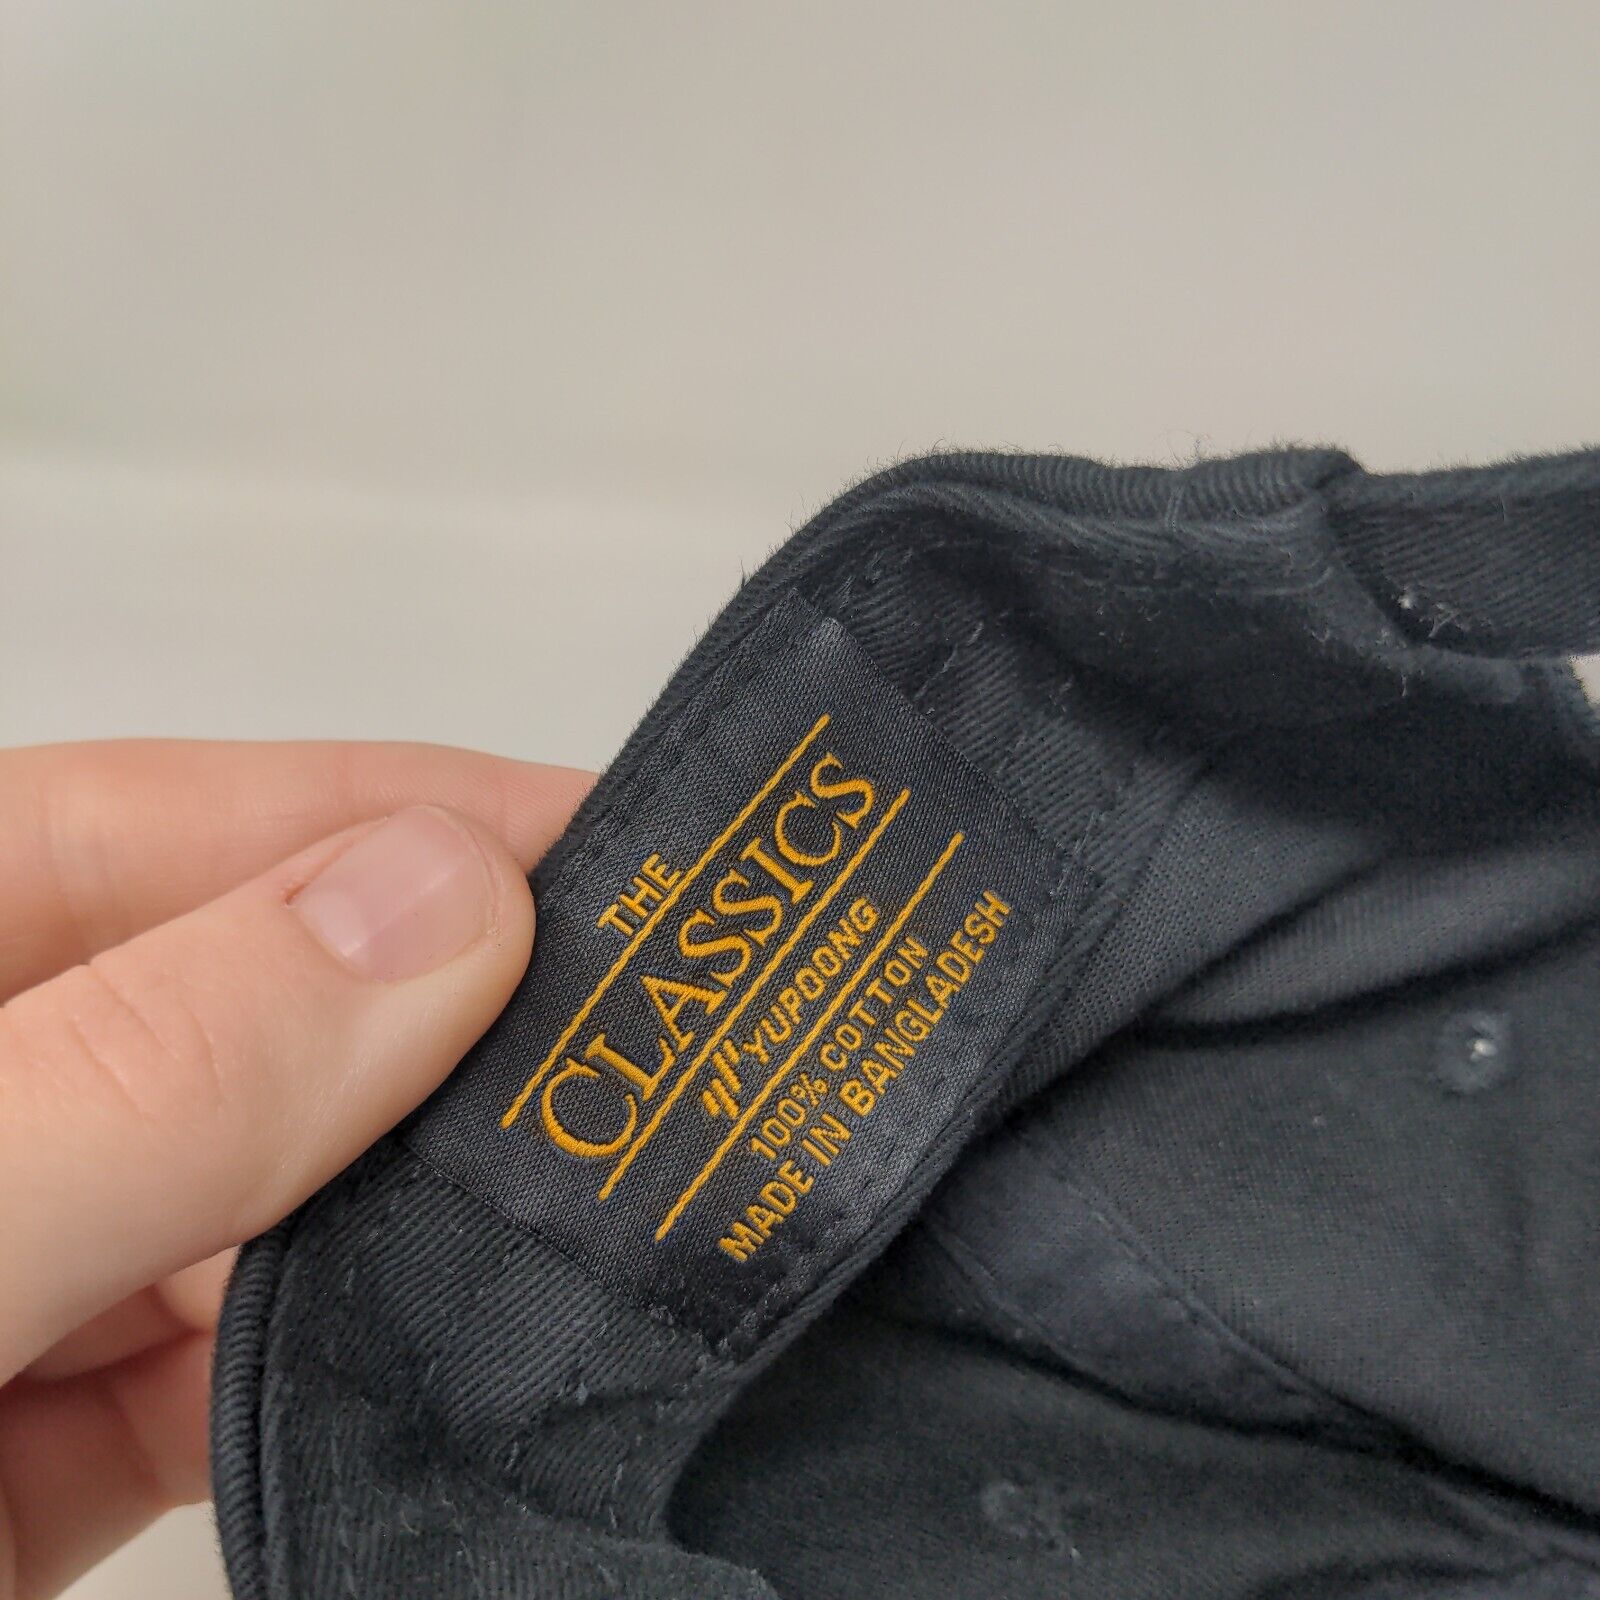 THE
CLASSICS
YUPOONG
100% COTTON
MADE IN BANGLADESH